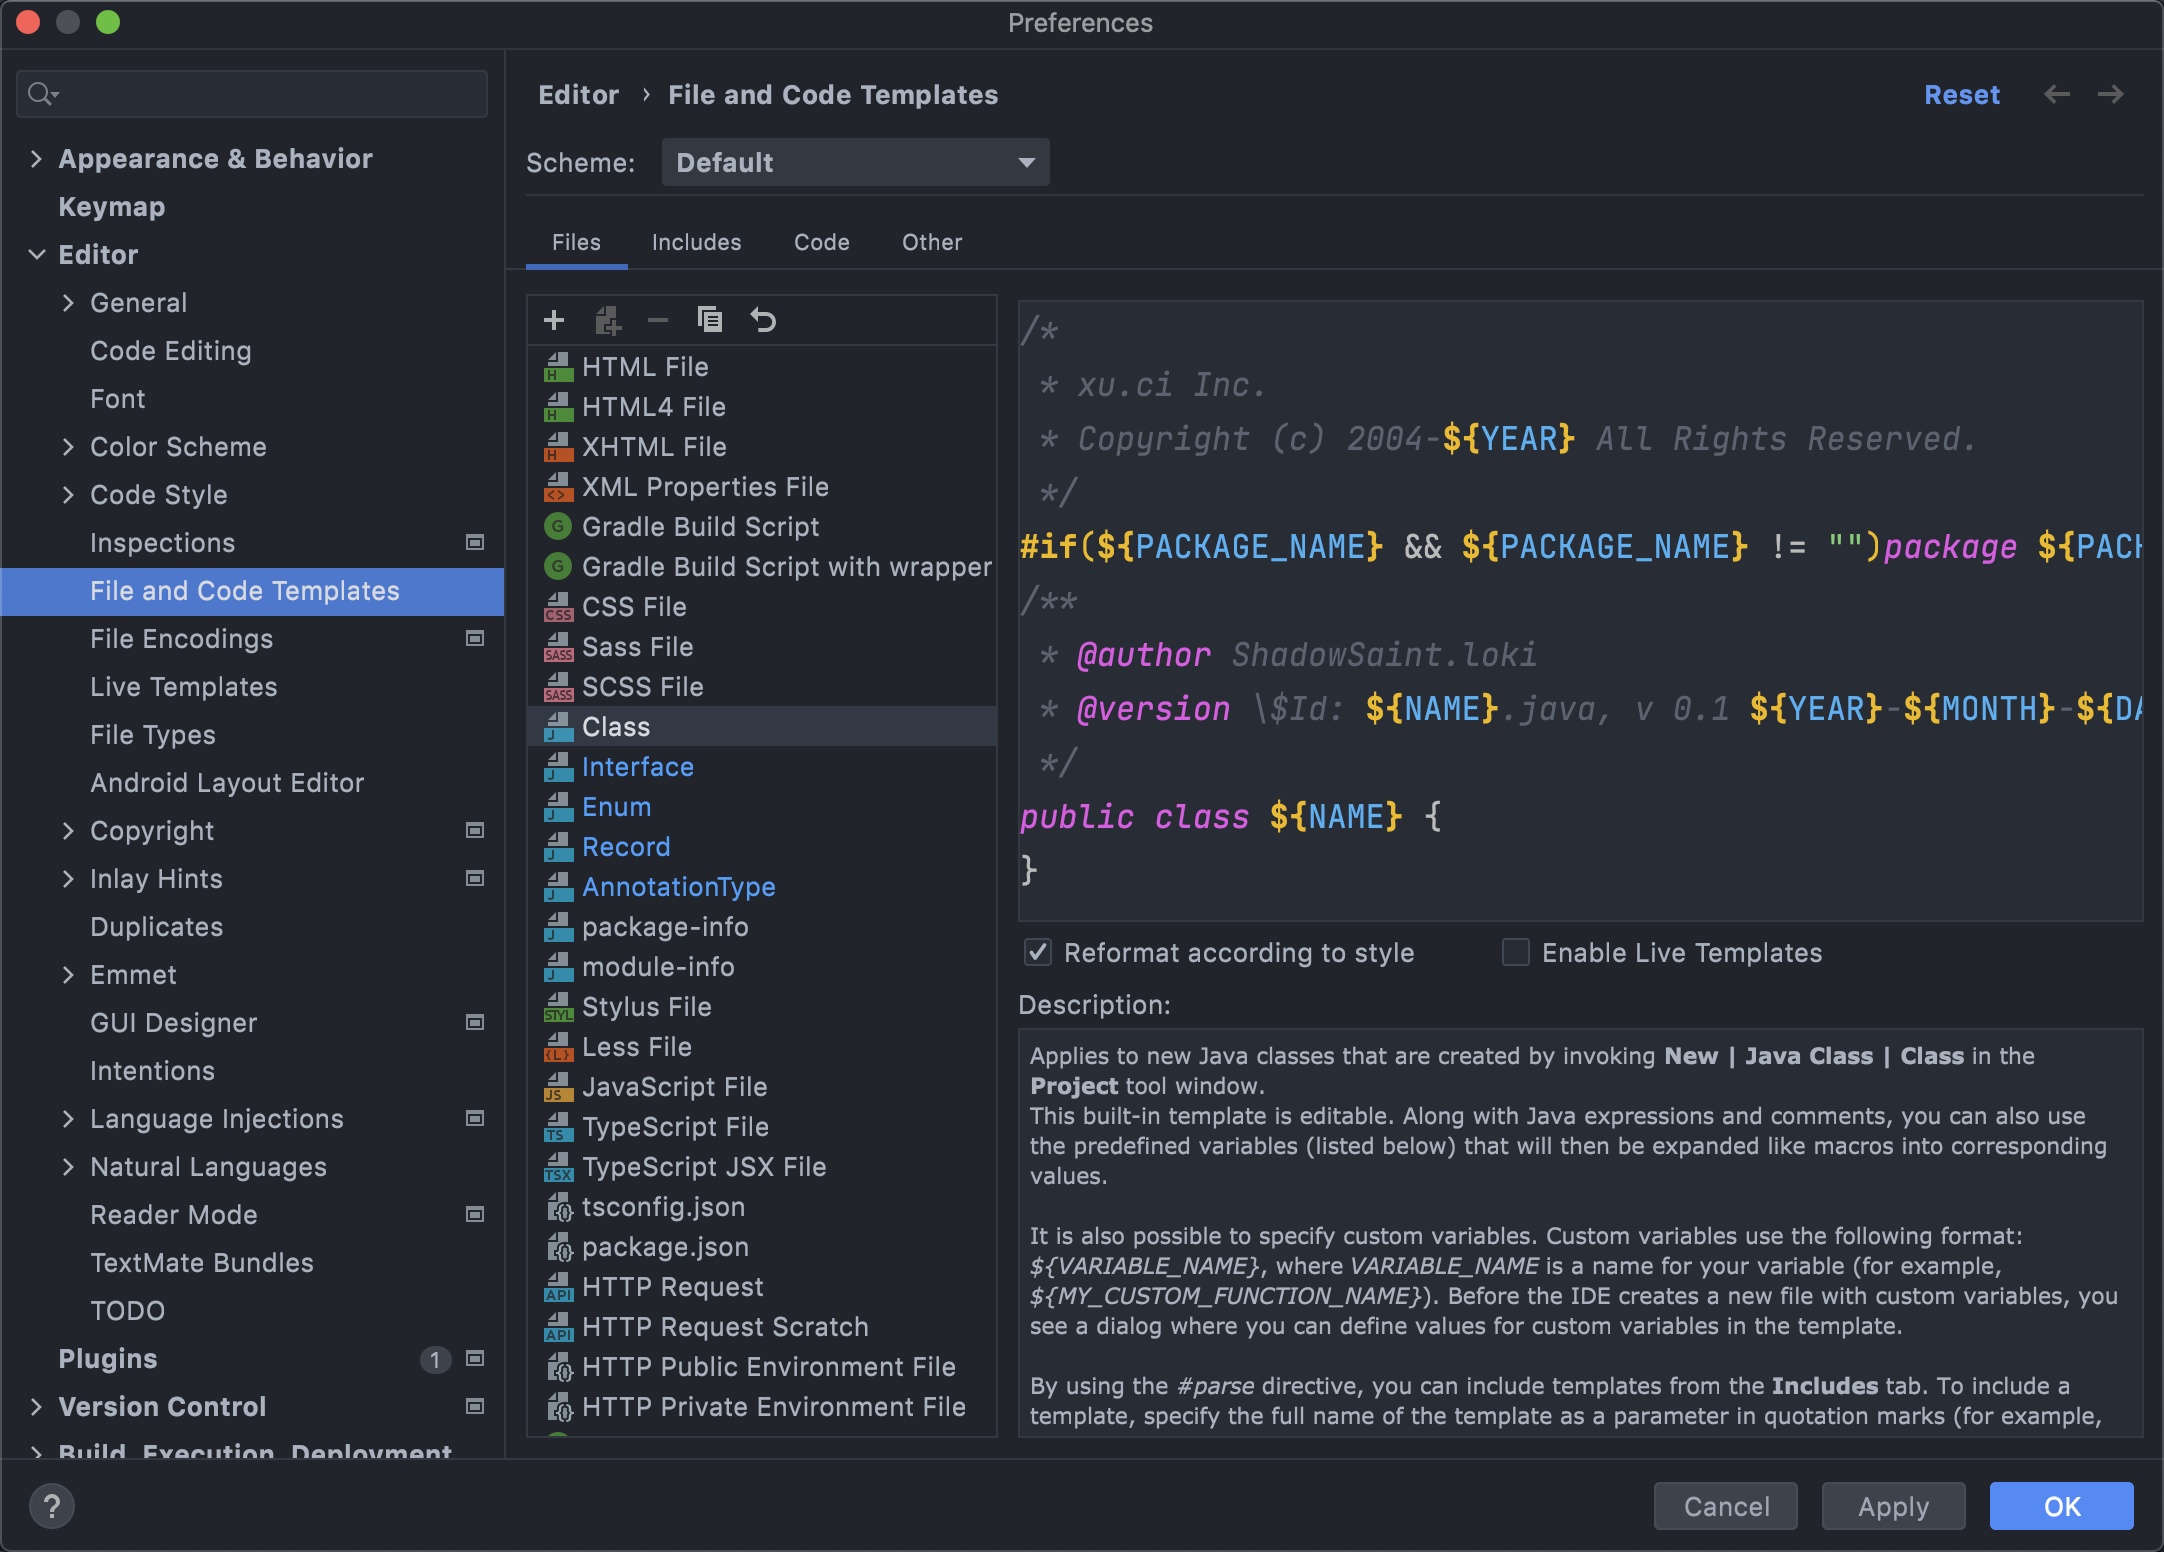 Preferences
Appearance & Behavior
Keymap
Editor
General
Code Editing
Font
Color Scheme
Code Style
Inspections
File and Code Templates
File Encodings
Live Templates
File Types
Android Layout Editor
Copyright
Inlay Hints
Duplicates
Emmet
GUI Designer
Intentions
Language Injections
Natural Languages
Reader Mode
TextMate Bundles
TODO
Plugins 1
Version Control
Build, Execution, Deployment
?
Editor › File and Code Templates
Reset
Scheme: Default
Files Includes Code Other
H HTML File
H HTML4 File
H XHTML File
<> XML Properties File
G Gradle Build Script
G Gradle Build Script with wrapper
CSS CSS File
SASS Sass File
SASS SCSS File
J Class
J Interface
J Enum
J Record
J AnnotationType
J package-info
J module-info
STYL Stylus File
{L} Less File
JS JavaScript File
TS TypeScript File
TSX TypeScript JSX File
{} tsconfig.json
{} package.json
API HTTP Request
API HTTP Request Scratch
{} HTTP Public Environment File
{} HTTP Private Environment File
/*
* xu.ci Inc.
* Copyright (c) 2004-${YEAR} All Rights Reserved.
*/
#if(${PACKAGE_NAME} && ${PACKAGE_NAME} != "")package ${PACK
/**
* @author ShadowSaint.loki
* @version \$Id: ${NAME}.java, v 0.1 ${YEAR}-${MONTH}-${DA
*/
public class ${NAME} {
}
Reformat according to style
Enable Live Templates
Description:
Applies to new Java classes that are created by invoking New | Java Class | Class in the
Project tool window.
This built-in template is editable. Along with Java expressions and comments, you can also use
the predefined variables (listed below) that will then be expanded like macros into corresponding
values.
It is also possible to specify custom variables. Custom variables use the following format:
${VARIABLE_NAME}, where VARIABLE_NAME is a name for your variable (for example,
${MY_CUSTOM_FUNCTION_NAME}). Before the IDE creates a new file with custom variables, you
see a dialog where you can define values for custom variables in the template.
By using the #parse directive, you can include templates from the Includes tab. To include a
template, specify the full name of the template as a parameter in quotation marks (for example,
Cancel
Apply
OK